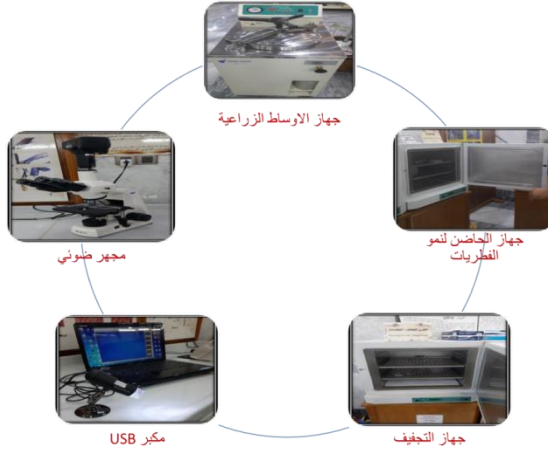 جهاز الاوساط الزراعية
جهاز الحاضن لنمو
الفطريات
مجهر ضوئي
مكبر USB
جهاز التجفيف